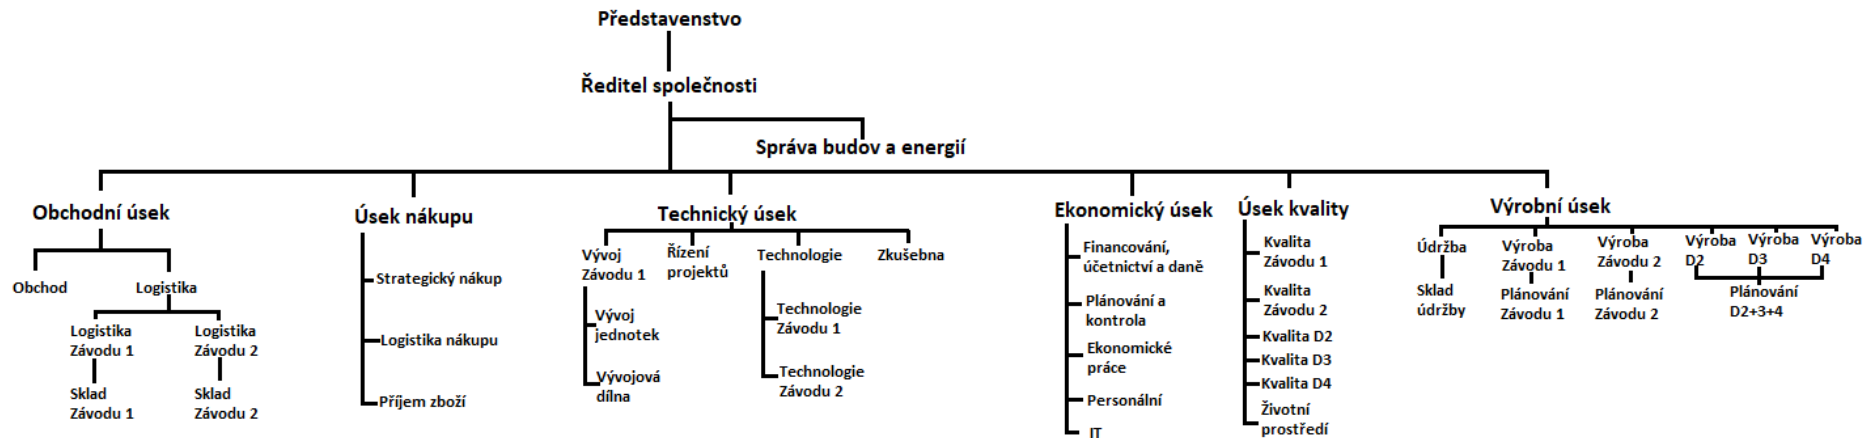 Představenstvo
Ředitel společnosti
Správa budov a energií
Obchodní úsek
Obchod
Logistika
Logistika
Závodu 1
Logistika
Závodu 2
Sklad
Závodu 1
Sklad
Závodu 2
Úsek nákupu
Strategický nákup
Logistika nákupu
Příjem zboží
Technický úsek
Vývoj
Závodu 1
Řízení
projektů
Technologie
Zkušebna
Vývoj
jednotek
Vývojová
dílna
Technologie
Závodu 1
Technologie
Závodu 2
Ekonomický úsek
Financování,
účetnictví a daně
Plánování a
kontrola
Ekonomické
práce
Personální
IT
Úsek kvality
Kvalita
Závodu 1
Kvalita
Závodu 2
Kvalita D2
Kvalita D3
Kvalita D4
Životní
prostředí
Výrobní úsek
Údržba
Výroba
Závodu 1
Výroba
Závodu 2
Výroba
D2
Výroba
D3
Výroba
D4
Sklad
údržby
Plánování
Závodu 1
Plánování
Závodu 2
Plánování
D2+3+4